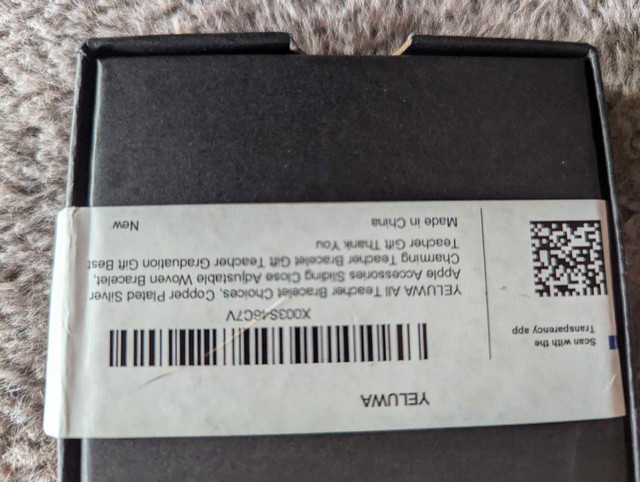 YELUWA
X003S46C7V
YELUWA All Teacher Bracelet Choices, Copper Plated Silver
Apple Accessories Sliding Close Adjustable Woven Bracelet,
Charming Teacher Bracelet Gift Teacher Graduation Gift Best
Teacher Gift Thank You
New
Made in China
Scan with the
Transparency app